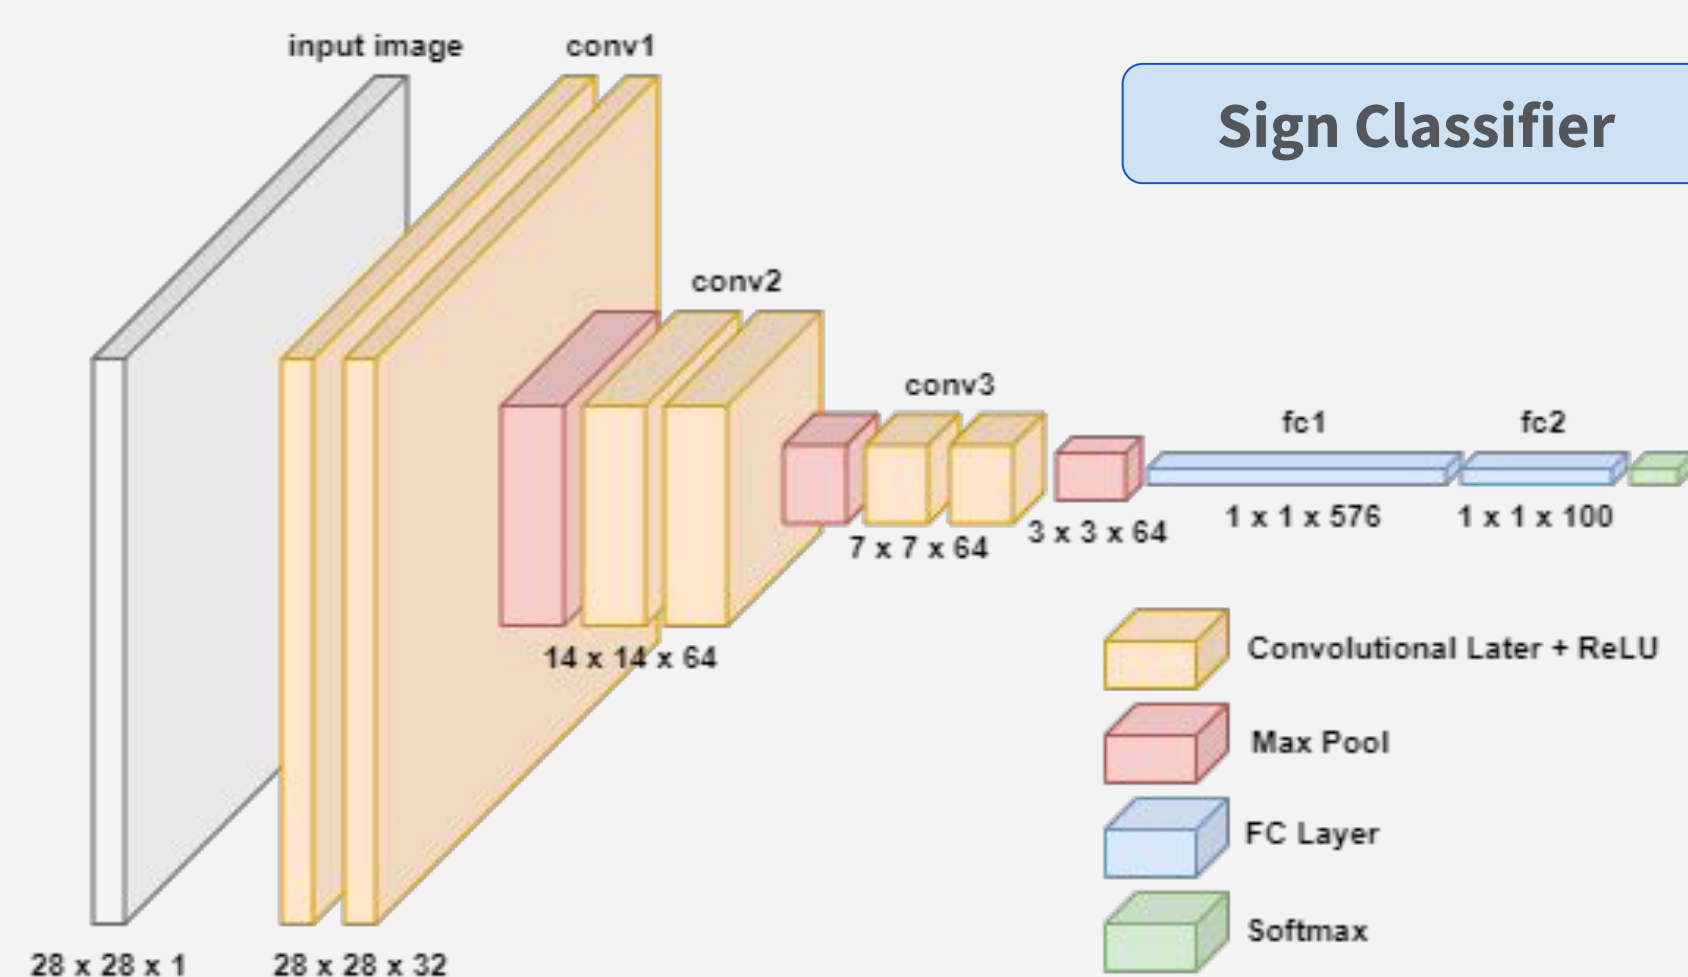 input image
conv1
Sign Classifier
conv2
conv3
fc1
fc2
1 x 1 x 576
1 x 1 x 100
3 x 3 x 64
7 x 7 x 64
14 x 14 x 64
Convolutional Later + ReLU
Max Pool
FC Layer
Softmax
28 x 28 x 1
28 x 28 x 32